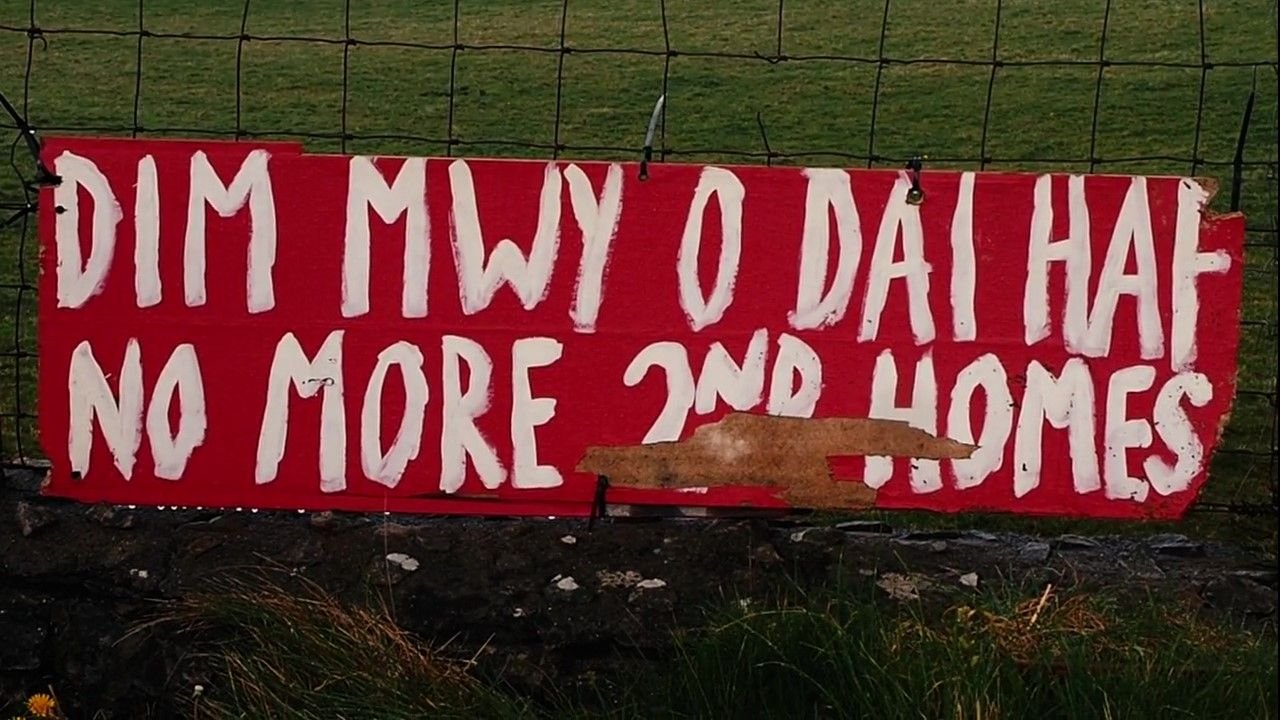 DIM MWY O DAI HAF
NO MORE 2ND HOMES